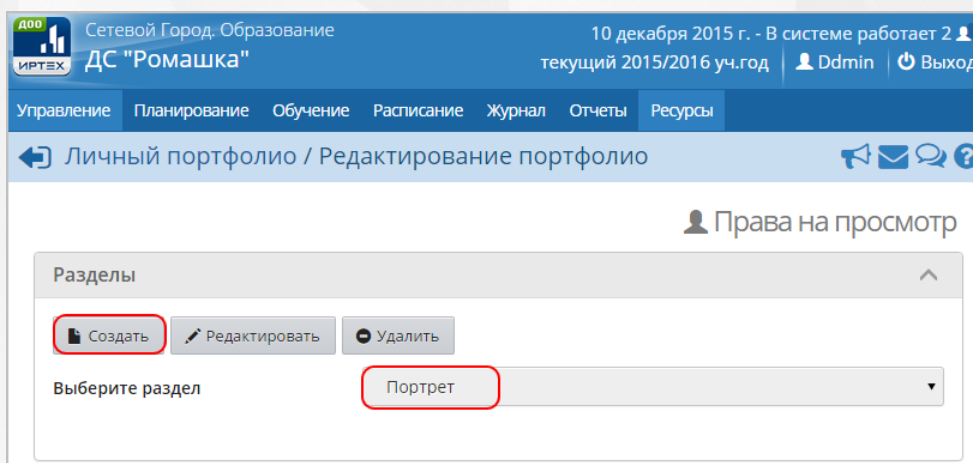 ДОО
ИРТЕХ
Сетевой Город. Образование
ДС "Ромашка"
10 декабря 2015 г. - В системе работает 2
текущий 2015/2016 уч.год Ddmin Выход
Управление Планирование Обучение Расписание Журнал Отчеты Ресурсы
Личный портфолио / Редактирование портфолио
Права на просмотр
Разделы
Создать Редактировать Удалить
Выберите раздел Портрет